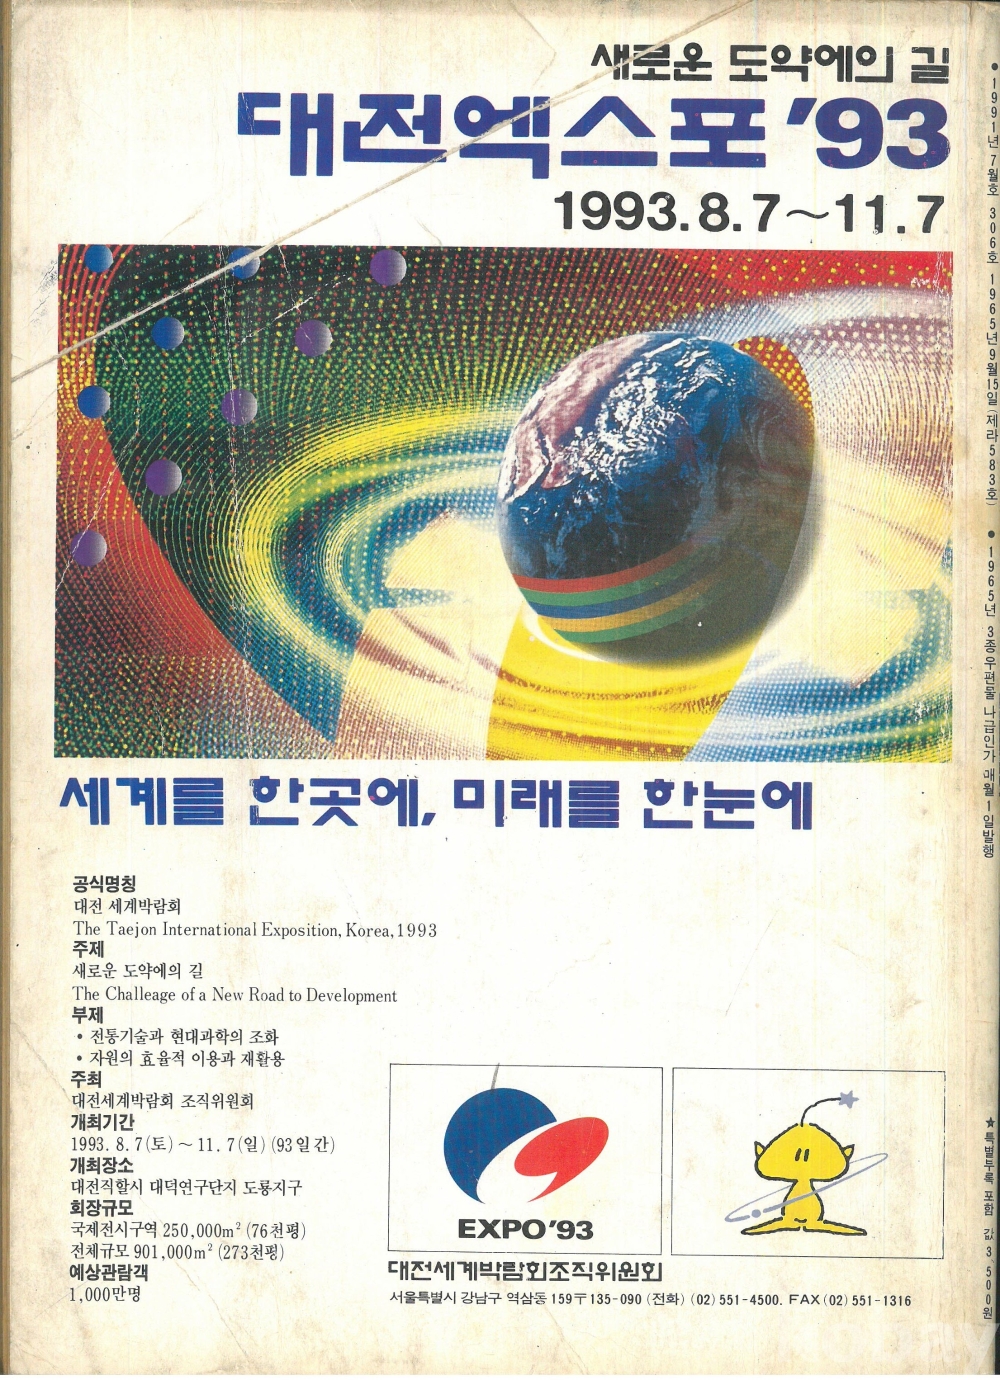 새로운 도약에의 길
대전엑스포 '93
1993.8.7～11.7
세계를 한곳에, 미래를 한눈에
공식명칭
대전 세계박람회
The Taejon International Exposition, Korea, 1993
주제
새로운 도약에의 길
The Challeage of a New Road to Development
부제
• 전통기술과 현대과학의 조화
• 자원의 효율적 이용과 재활용
주최
대전세계박람회 조직위원회
개최기간
1993. 8. 7(토) ～ 11. 7(일) (93일간)
개최장소
대전직할시 대덕연구단지 도룡지구
회장규모
국제전시구역 250,000m² (76천평)
전체규모 901,000m² (273천평)
예상관람객
1,000만명
EXPO'93
대전세계박람회조직위원회
서울특별시 강남구 역삼동 159 〒135-090 (전화) (02) 551-4500. FAX (02) 551-1316
● 1991년 7월호 306호 1965년 9월 15일 (제라583호) ● 1965년 3종우편물 나급인가 매월1일발행
★ 특별부록 포함 값 3,500원